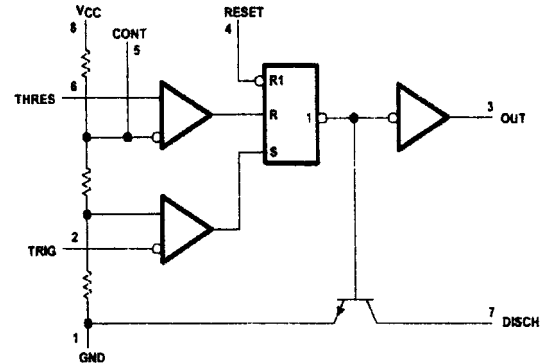 VCC
8
CONT
5
RESET
4
6
THRES
R1
R
1
S
3
OUT
2
TRIG
7
DISCH
1
GND